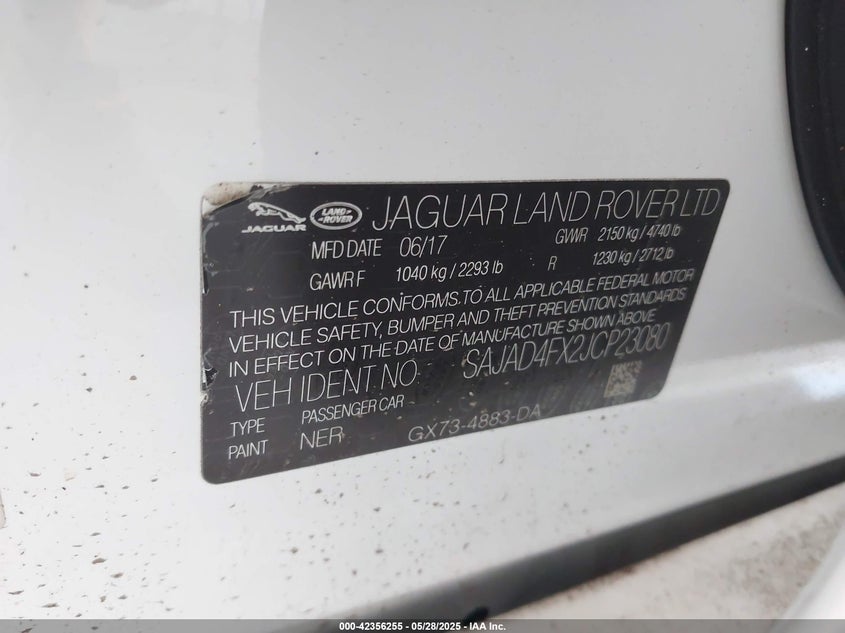 JAGUAR LAND ROVER LTD
JAGUAR
LAND ROVER
MFD DATE 06/17 GVWR 2150 kg / 4740 lb
GAWR F 1040 kg / 2293 lb R 1230 kg / 2712 lb
THIS VEHICLE CONFORMS TO ALL APPLICABLE FEDERAL MOTOR
VEHICLE SAFETY, BUMPER AND THEFT PREVENTION STANDARDS
IN EFFECT ON THE DATE OF MANUFACTURE SHOWN ABOVE
VEH IDENT NO SAJAD4FX2JCP23080
TYPE PASSENGER CAR
PAINT NER GX73-4883-DA
000-42356255 - 05/28/2025 - IAA Inc.